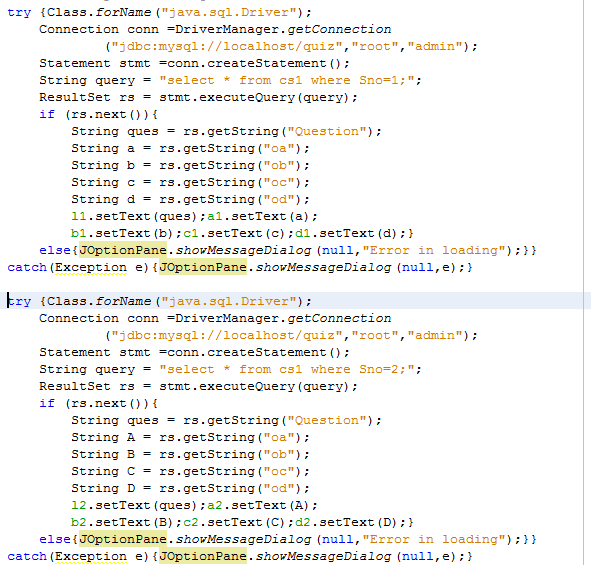 try {Class.forName("java.sql.Driver");
    Connection conn =DriverManager.getConnection
            ("jdbc:mysql://localhost/quiz","root","admin");
    Statement stmt =conn.createStatement();
    String query = "select * from cs1 where Sno=1;";
    ResultSet rs = stmt.executeQuery(query);
    if (rs.next()){
        String ques = rs.getString("Question");
        String a = rs.getString("oa");
        String b = rs.getString("ob");
        String c = rs.getString("oc");
        String d = rs.getString("od");
        l1.setText(ques);a1.setText(a);
        b1.setText(b);c1.setText(c);d1.setText(d);}
    else{JOptionPane.showMessageDialog(null,"Error in loading");}}
catch(Exception e){JOptionPane.showMessageDialog(null,e);}
try {Class.forName("java.sql.Driver");
    Connection conn =DriverManager.getConnection
            ("jdbc:mysql://localhost/quiz","root","admin");
    Statement stmt =conn.createStatement();
    String query = "select * from cs1 where Sno=2;";
    ResultSet rs = stmt.executeQuery(query);
    if (rs.next()){
        String ques = rs.getString("Question");
        String A = rs.getString("oa");
        String B = rs.getString("ob");
        String C = rs.getString("oc");
        String D = rs.getString("od");
        l2.setText(ques);a2.setText(A);
        b2.setText(B);c2.setText(C);d2.setText(D);}
    else{JOptionPane.showMessageDialog(null,"Error in loading");}}
catch(Exception e){JOptionPane.showMessageDialog(null,e);}